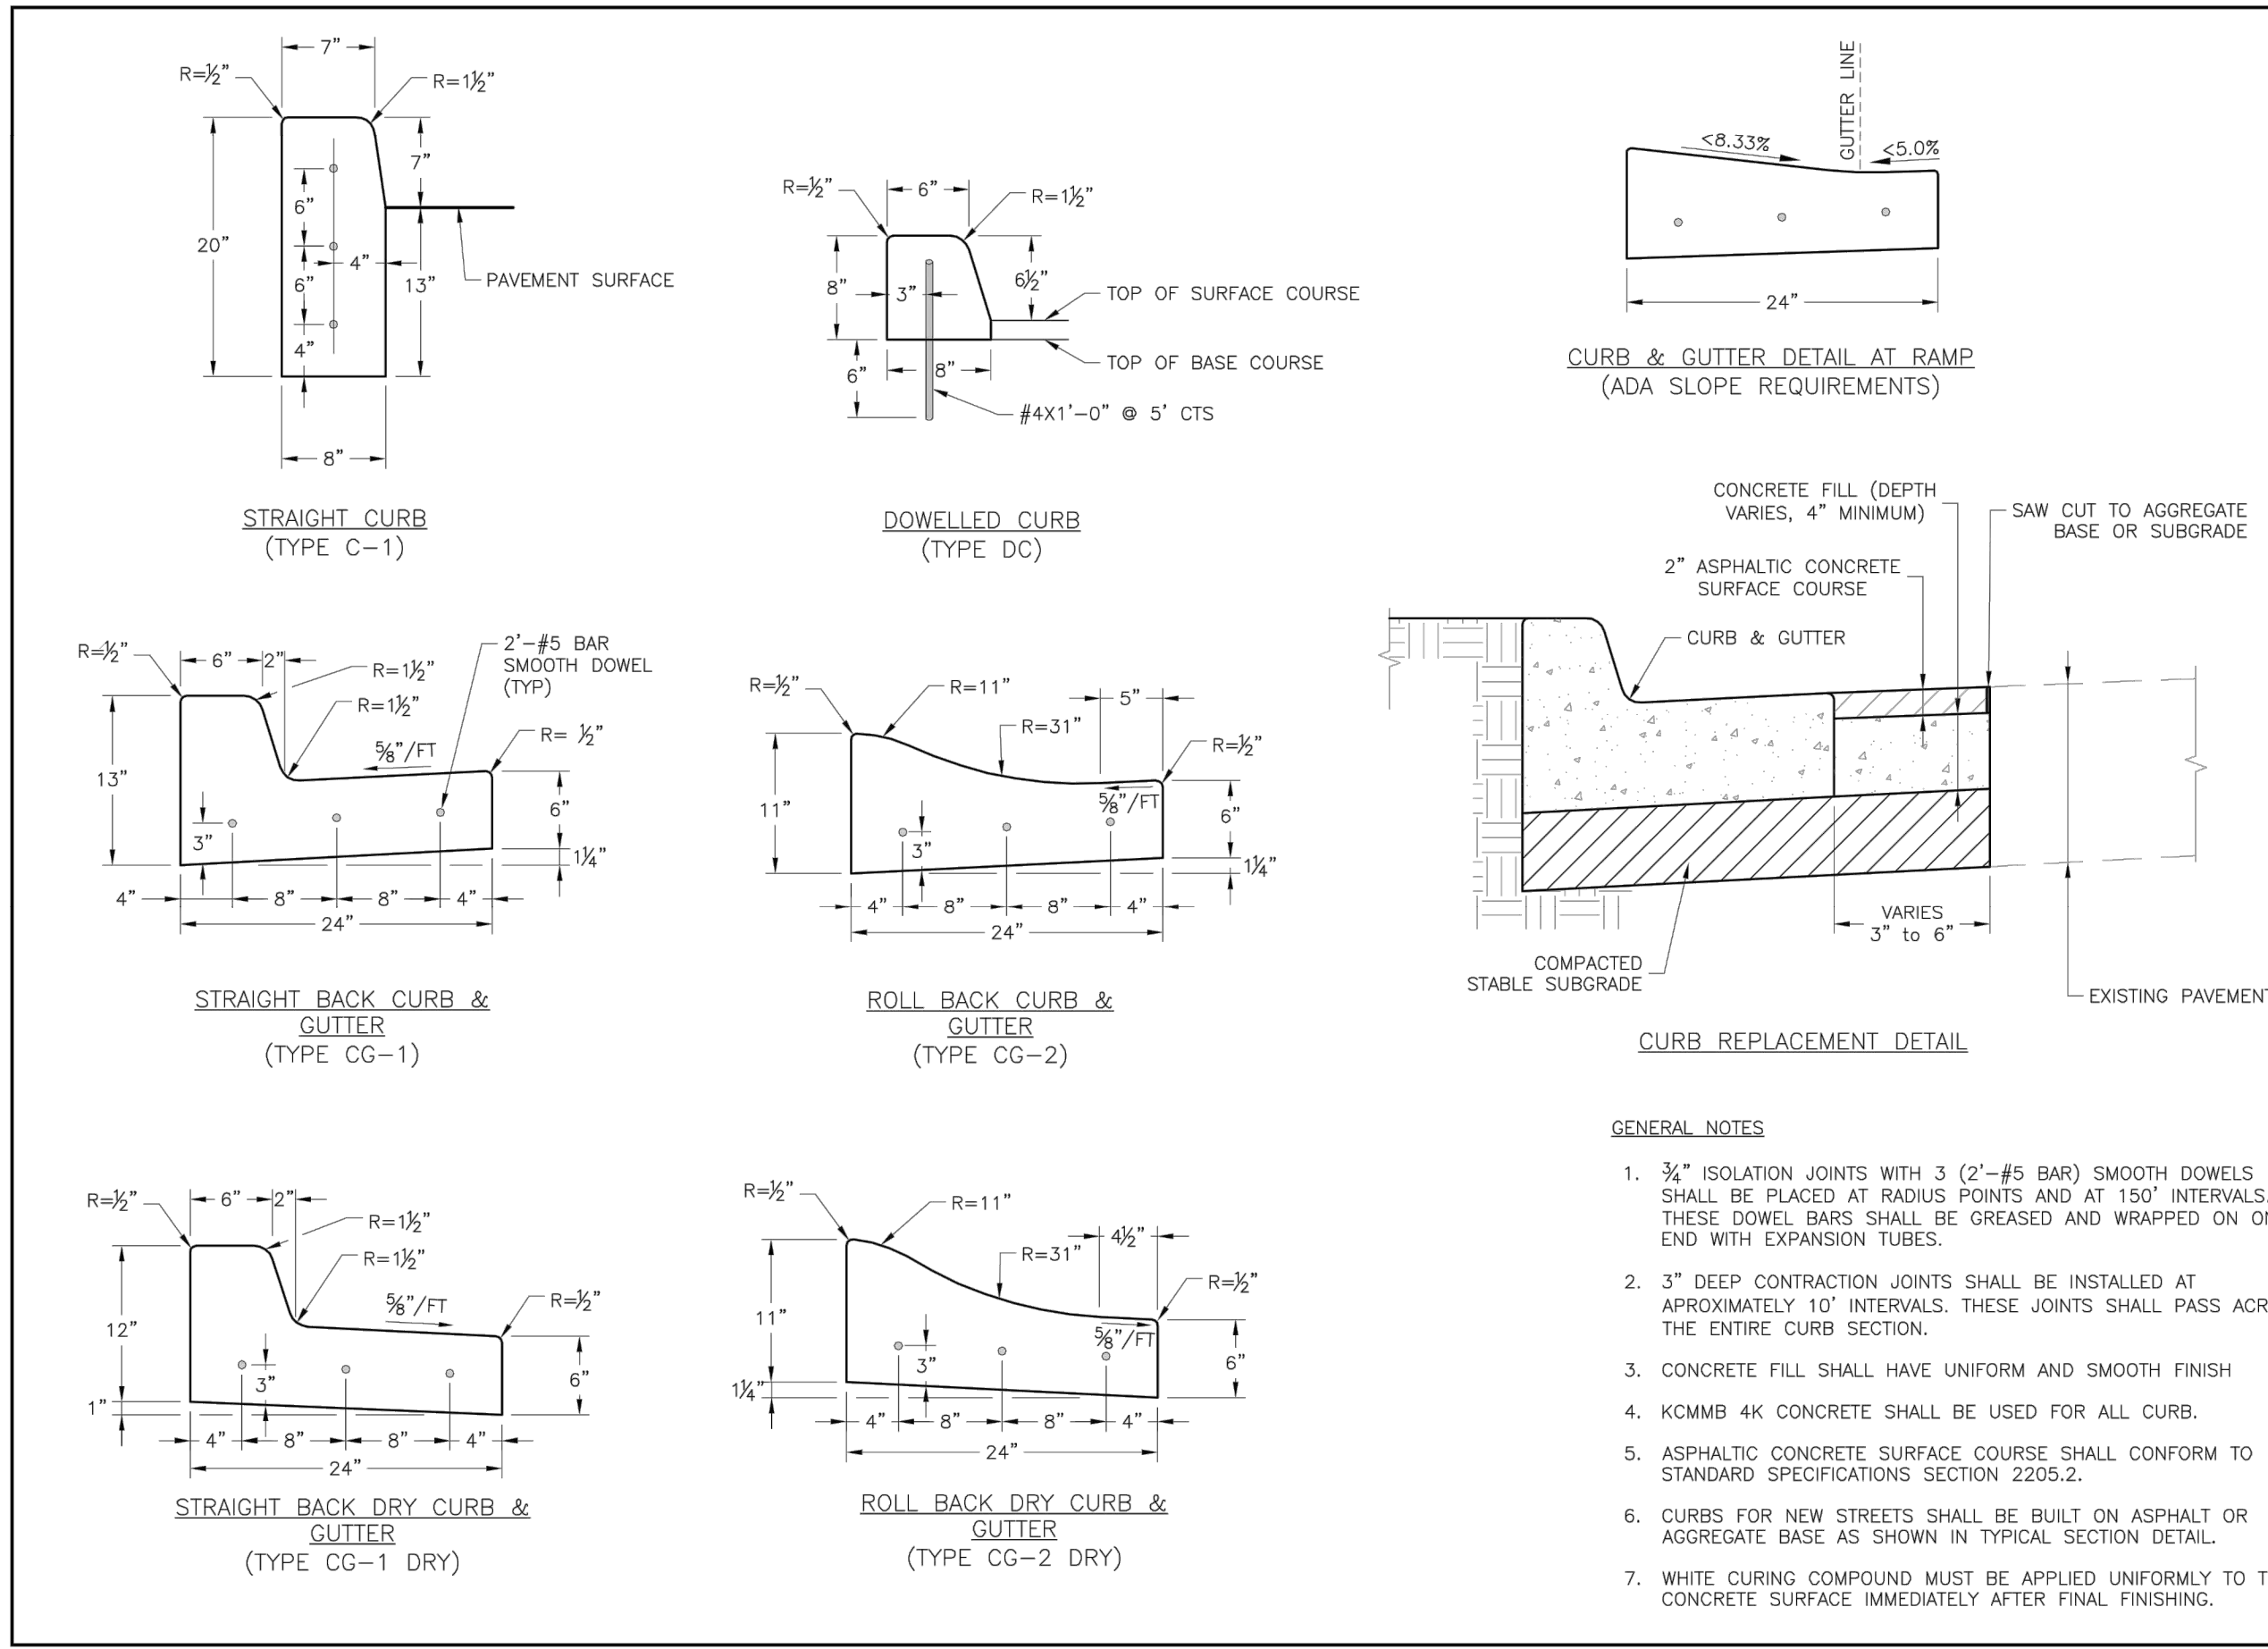 7"
R=½"
R=1½"
7"
20"
6"
4"
6"
13"
4"
PAVEMENT SURFACE
8"
STRAIGHT CURB
(TYPE C-1)
R=½"
6"
R=1½"
8"
3"
6½"
TOP OF SURFACE COURSE
TOP OF BASE COURSE
6"
8"
#4X1'-0" @ 5' CTS
DOWELLED CURB
(TYPE DC)
GUTTER LINE
<8.33%
<5.0%
24"
CURB & GUTTER DETAIL AT RAMP
(ADA SLOPE REQUIREMENTS)
R=½"
6"
2"
R=1½"
R=1½"
2'-#5 BAR
SMOOTH DOWEL
(TYP)
⅝"/FT
R= ½"
13"
3"
6"
1¼"
4"
8"
8"
4"
24"
STRAIGHT BACK CURB &
GUTTER
(TYPE CG-1)
R=½"
R=11"
R=31"
5"
R=½"
⅝"/FT
11"
3"
6"
1¼"
4"
8"
8"
4"
24"
ROLL BACK CURB &
GUTTER
(TYPE CG-2)
CONCRETE FILL (DEPTH
VARIES, 4" MINIMUM)
SAW CUT TO AGGREGATE
BASE OR SUBGRADE
2" ASPHALTIC CONCRETE
SURFACE COURSE
CURB & GUTTER
VARIES
3" to 6"
COMPACTED
STABLE SUBGRADE
EXISTING PAVEMENT
CURB REPLACEMENT DETAIL
R=½"
6"
2"
R=1½"
R=1½"
⅝"/FT
R=½"
12"
3"
6"
1"
4"
8"
8"
4"
24"
STRAIGHT BACK DRY CURB &
GUTTER
(TYPE CG-1 DRY)
R=½"
R=11"
R=31"
4½"
R=½"
⅝"/FT
11"
3"
6"
1¼"
4"
8"
8"
4"
24"
ROLL BACK DRY CURB &
GUTTER
(TYPE CG-2 DRY)
GENERAL NOTES
1. ¾" ISOLATION JOINTS WITH 3 (2'-#5 BAR) SMOOTH DOWELS
SHALL BE PLACED AT RADIUS POINTS AND AT 150' INTERVALS.
THESE DOWEL BARS SHALL BE GREASED AND WRAPPED ON
END WITH EXPANSION TUBES.
2. 3" DEEP CONTRACTION JOINTS SHALL BE INSTALLED AT
APROXIMATELY 10' INTERVALS. THESE JOINTS SHALL PASS
THE ENTIRE CURB SECTION.
3. CONCRETE FILL SHALL HAVE UNIFORM AND SMOOTH FINISH
4. KCMMB 4K CONCRETE SHALL BE USED FOR ALL CURB.
5. ASPHALTIC CONCRETE SURFACE COURSE SHALL CONFORM TO
STANDARD SPECIFICATIONS SECTION 2205.2.
6. CURBS FOR NEW STREETS SHALL BE BUILT ON ASPHALT OR
AGGREGATE BASE AS SHOWN IN TYPICAL SECTION DETAIL.
7. WHITE CURING COMPOUND MUST BE APPLIED UNIFORMLY TO
CONCRETE SURFACE IMMEDIATELY AFTER FINAL FINISHING.